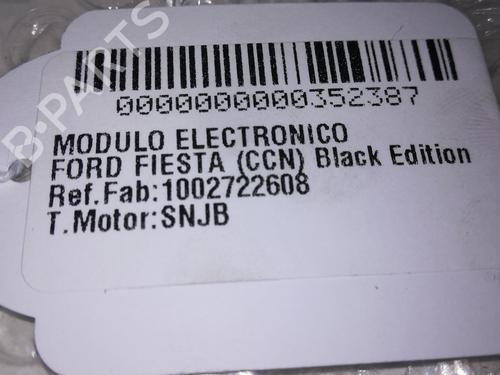 0000000000352387
MODULO ELECTRONICO
FORD FIESTA (CCN) Black Edition
Ref.Fab:1002722608
T.Motor:SNJB
B-PARTS